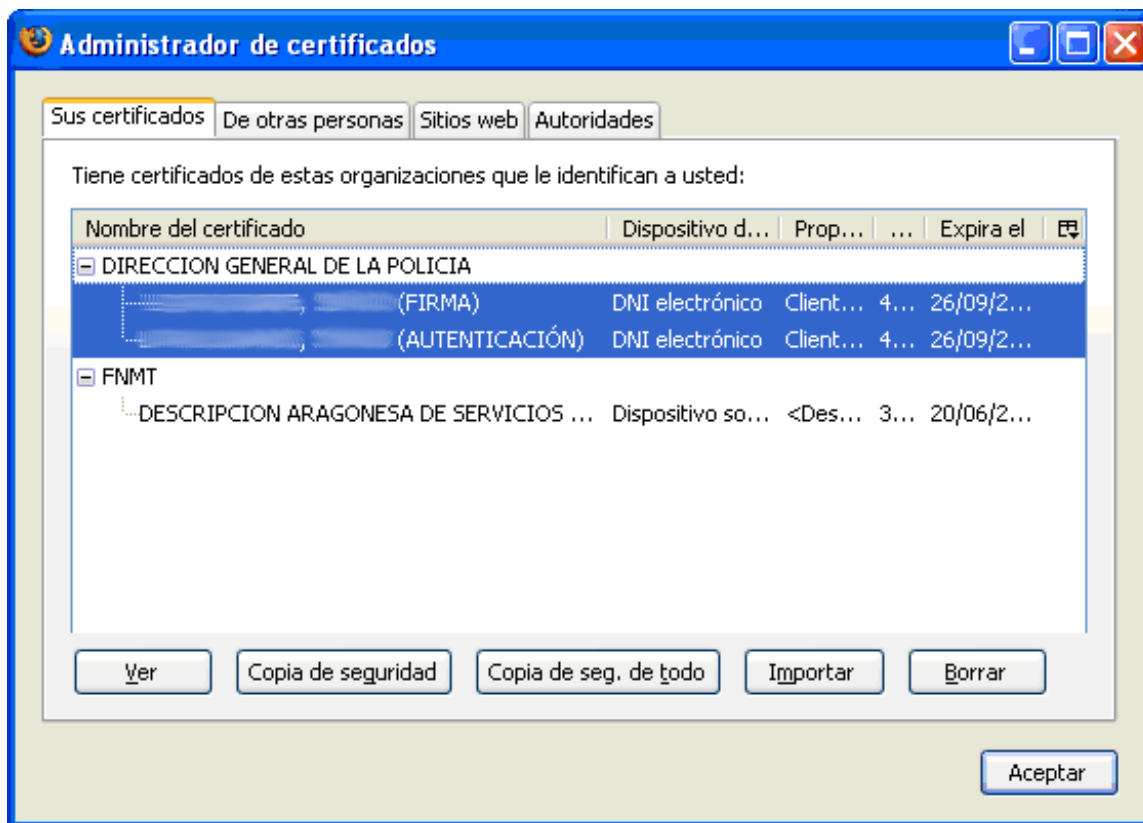 Administrador de certificados
Sus certificados De otras personas Sitios web Autoridades
Tiene certificados de estas organizaciones que le identifican a usted:
Nombre del certificado Dispositivo d... Prop... ... Expira el
DIRECCION GENERAL DE LA POLICIA
, (FIRMA) DNI electrónico Client... 4... 26/09/2...
, (AUTENTICACIÓN) DNI electrónico Client... 4... 26/09/2...
FNMT
DESCRIPCION ARAGONESA DE SERVICIOS ... Dispositivo so... <Des... 3... 20/06/2...
Ver Copia de seguridad Copia de seg. de todo Importar Borrar
Aceptar